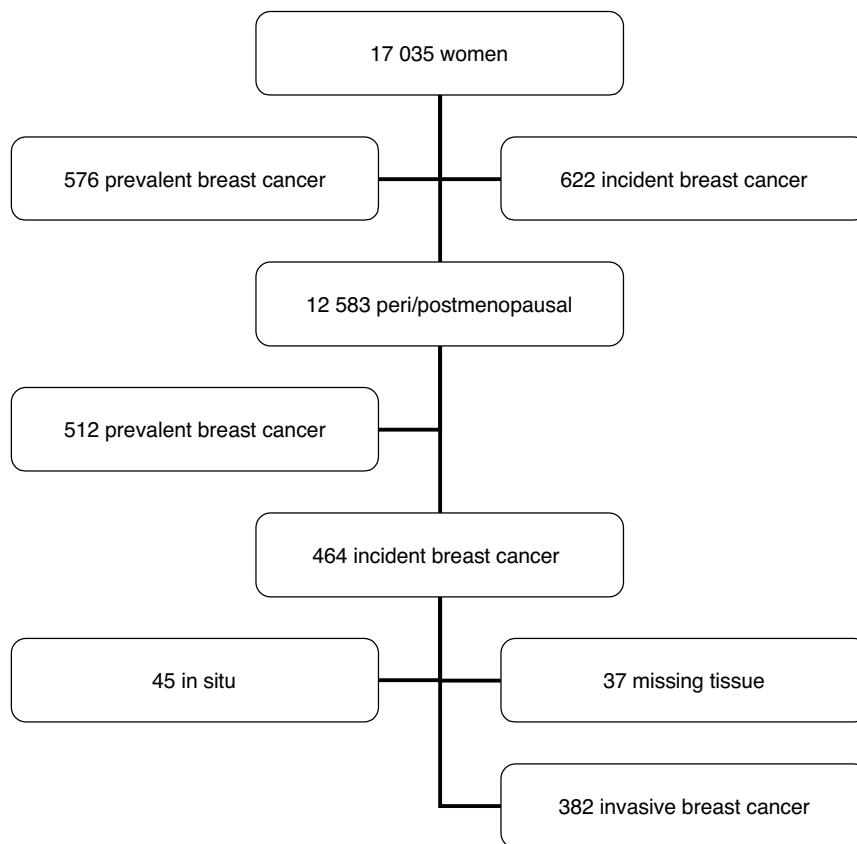 17 035 women
576 prevalent breast cancer
622 incident breast cancer
12 583 peri/postmenopausal
512 prevalent breast cancer
464 incident breast cancer
45 in situ
37 missing tissue
382 invasive breast cancer